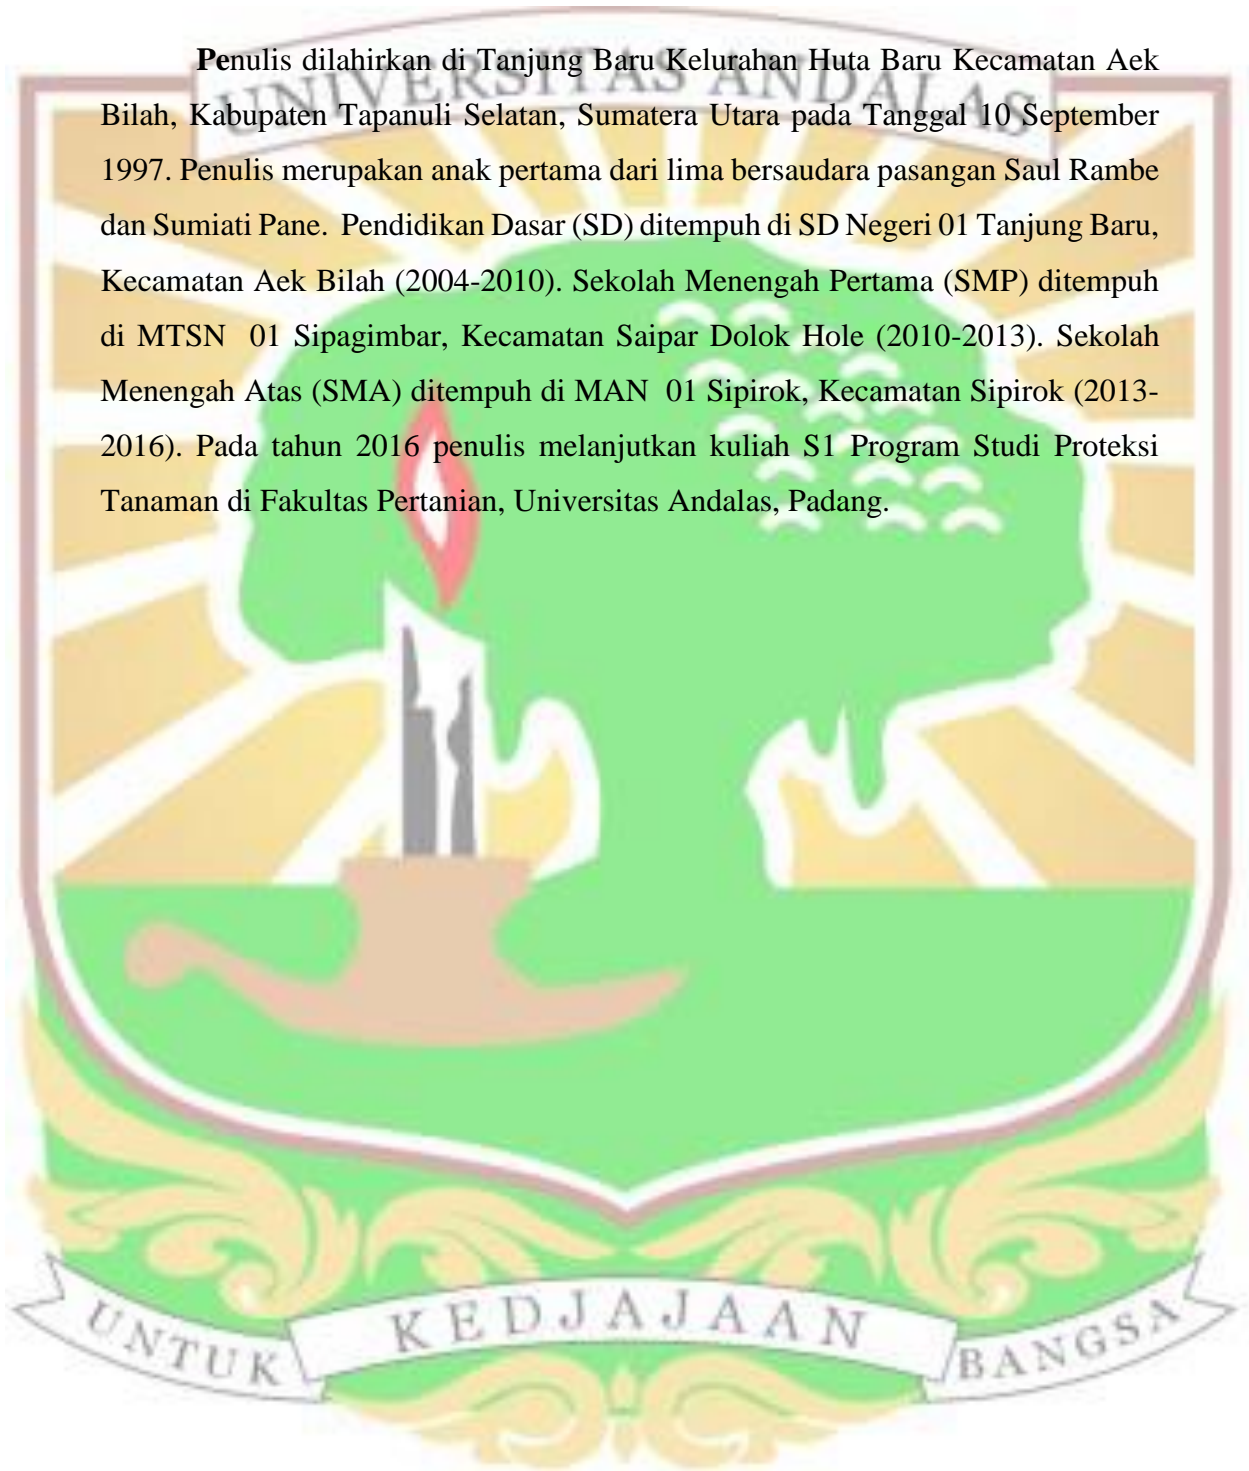 UNIVERSITAS ANDALAS
Penulis dilahirkan di Tanjung Baru Kelurahan Huta Baru Kecamatan Aek
Bilah, Kabupaten Tapanuli Selatan, Sumatera Utara pada Tanggal 10 September
1997. Penulis merupakan anak pertama dari lima bersaudara pasangan Saul Rambe
dan Sumiati Pane.  Pendidikan Dasar (SD) ditempuh di SD Negeri 01 Tanjung Baru,
Kecamatan Aek Bilah (2004-2010). Sekolah Menengah Pertama (SMP) ditempuh
di MTSN  01 Sipagimbar, Kecamatan Saipar Dolok Hole (2010-2013). Sekolah
Menengah Atas (SMA) ditempuh di MAN  01 Sipirok, Kecamatan Sipirok (2013-
2016). Pada tahun 2016 penulis melanjutkan kuliah S1 Program Studi Proteksi
Tanaman di Fakultas Pertanian, Universitas Andalas, Padang.
UNTUK KEDJAJAAN BANGSA